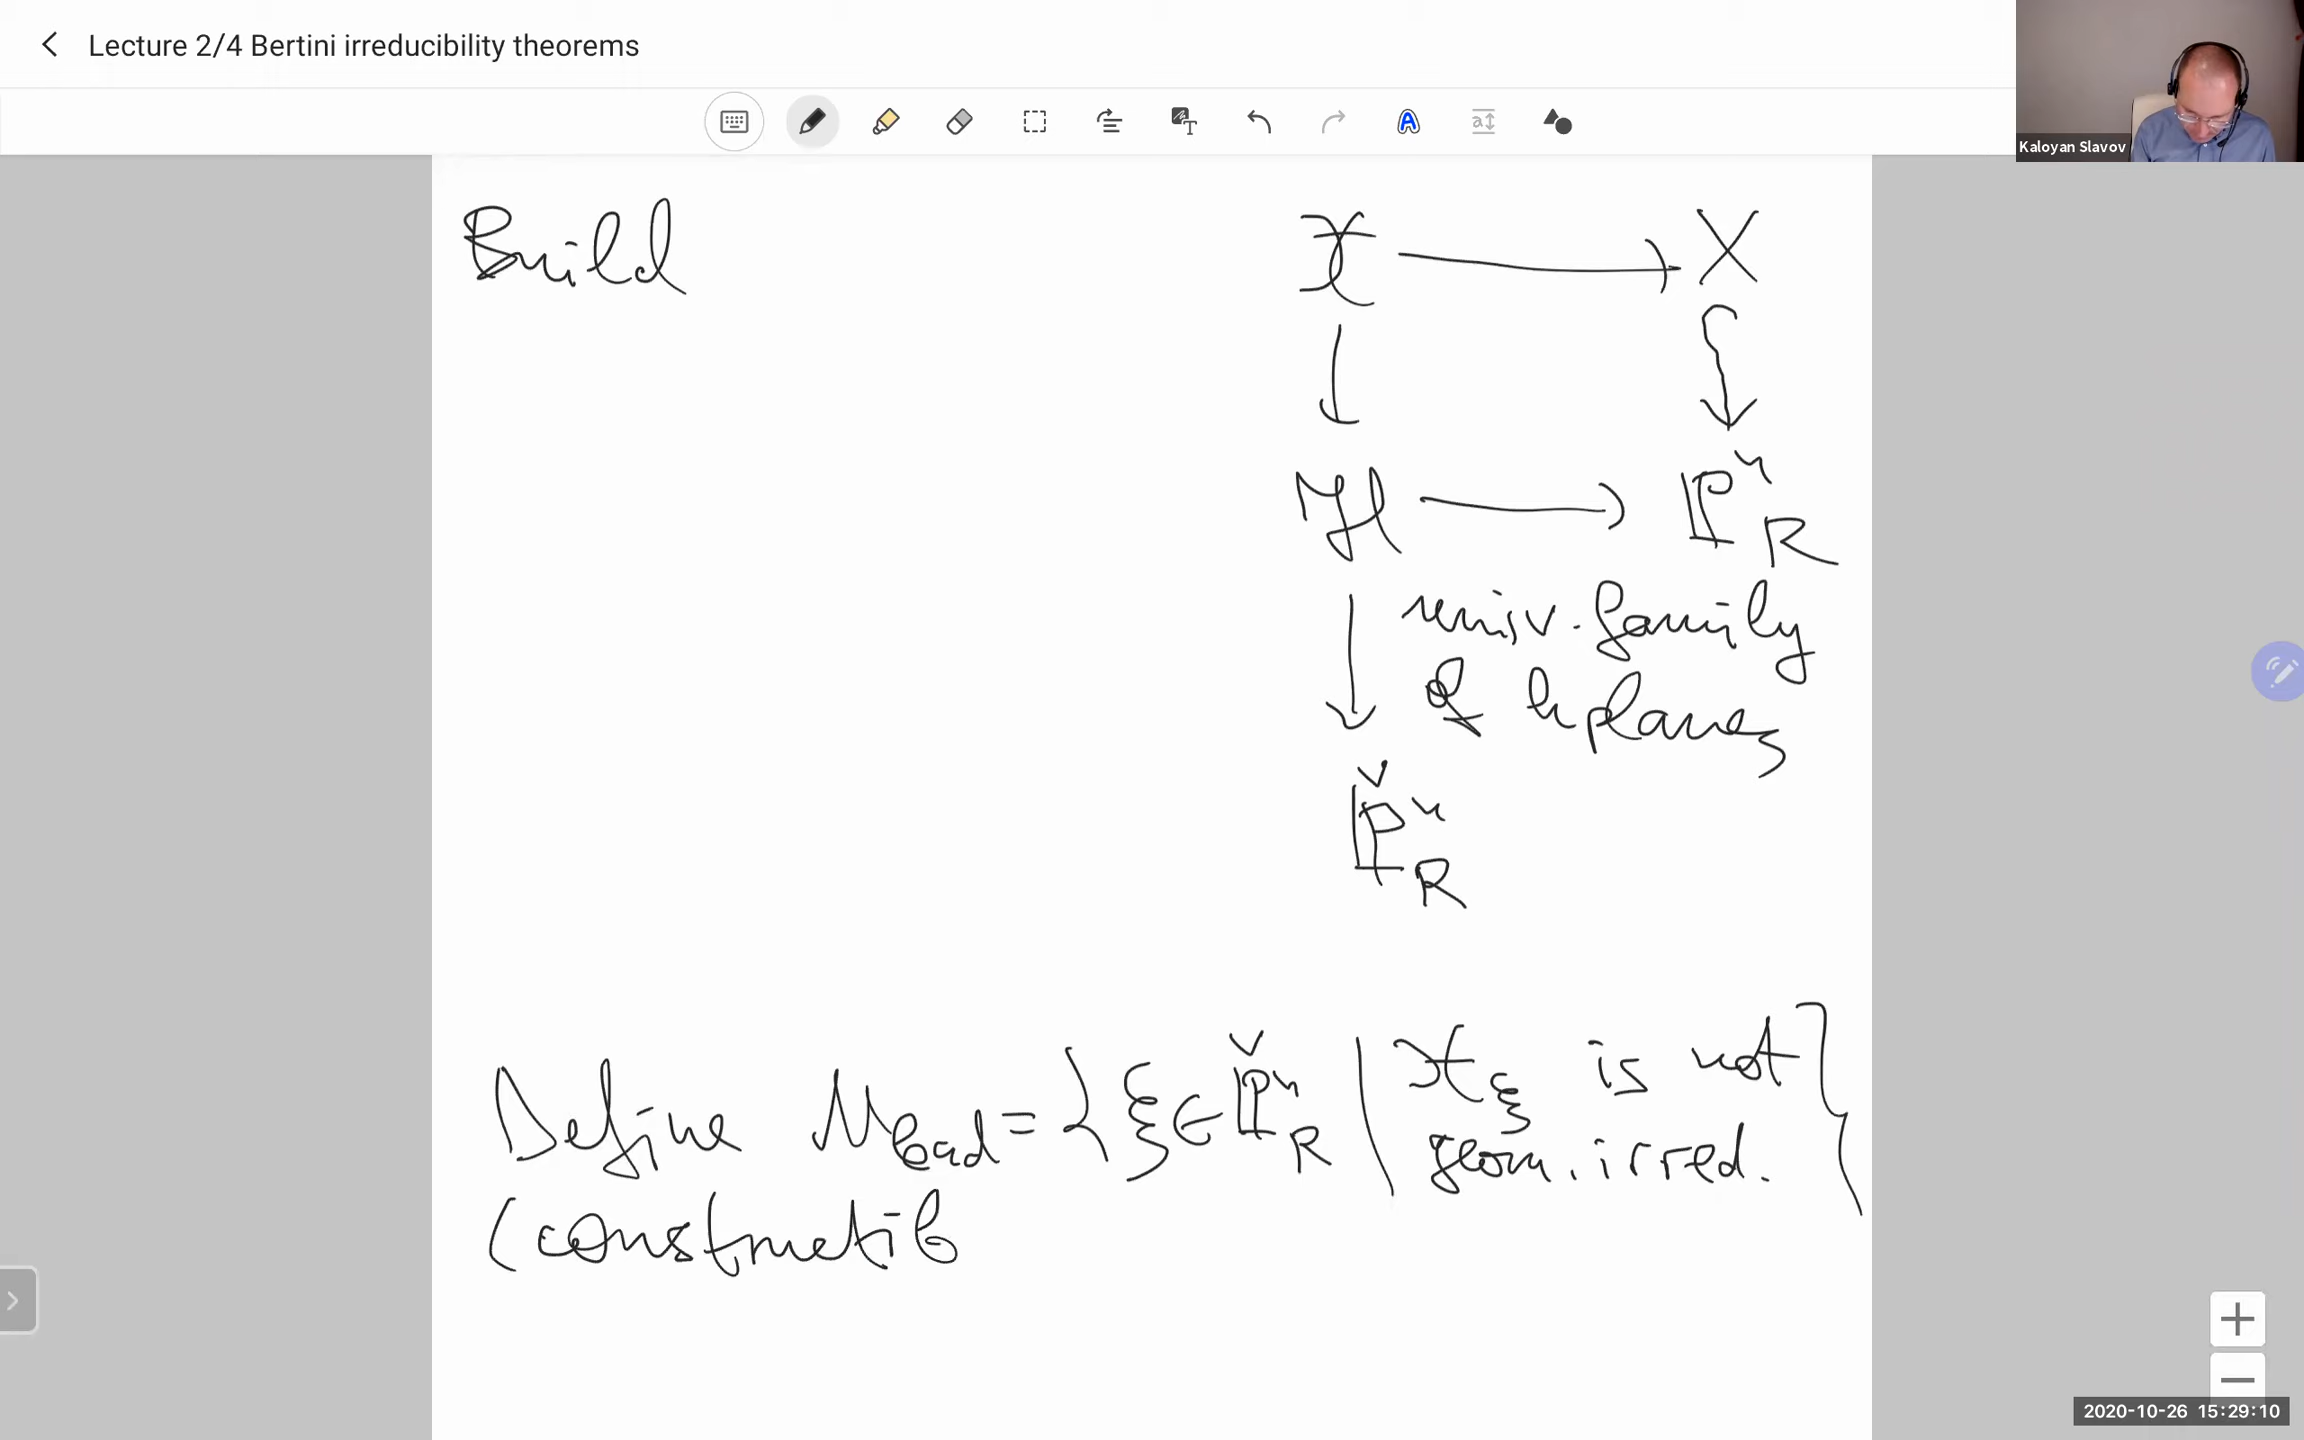 Lecture 2/4 Bertini irreducibility theorems
Kaloyan Slavov
Build
𝒳 → X
ℋ → ℙⁿ_R
univ. family
of hplanes
ℙ̌ⁿ_R
Define M_bad = { ξ ∈ ℙ̌ⁿ_R | 𝒳_ξ is not
geom. irred. }
(constructib
2020-10-26 15:29:10